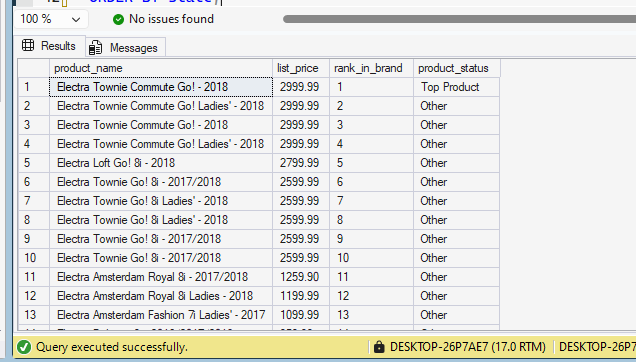 ORDER BY state;
100 %
No issues found
Results
Messages
product_name list_price rank_in_brand product_status
1 Electra Townie Commute Go! - 2018 2999.99 1 Top Product
2 Electra Townie Commute Go! Ladies' - 2018 2999.99 2 Other
3 Electra Townie Commute Go! - 2018 2999.99 3 Other
4 Electra Townie Commute Go! Ladies' - 2018 2999.99 4 Other
5 Electra Loft Go! 8i - 2018 2799.99 5 Other
6 Electra Townie Go! 8i - 2017/2018 2599.99 6 Other
7 Electra Townie Go! 8i Ladies' - 2018 2599.99 7 Other
8 Electra Townie Go! 8i Ladies' - 2018 2599.99 8 Other
9 Electra Townie Go! 8i - 2017/2018 2599.99 9 Other
10 Electra Townie Go! 8i - 2017/2018 2599.99 10 Other
11 Electra Amsterdam Royal 8i - 2017/2018 1259.90 11 Other
12 Electra Amsterdam Royal 8i Ladies - 2018 1199.99 12 Other
13 Electra Amsterdam Fashion 7i Ladies' - 2017 1099.99 13 Other
Query executed successfully.
DESKTOP-26P7AE7 (17.0 RTM)
DESKTOP-26P7